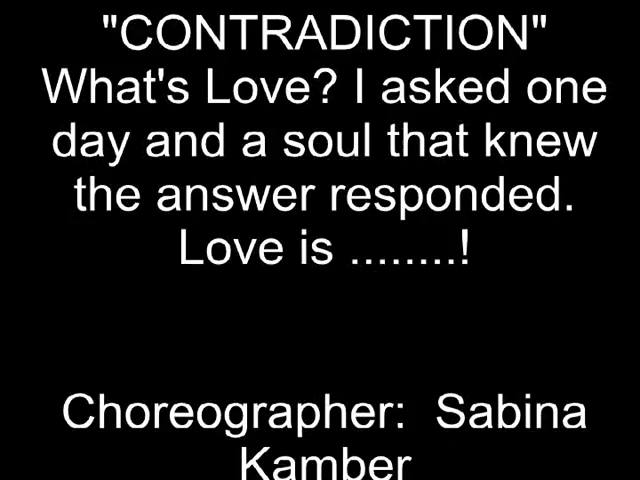 "CONTRADICTION"
What's Love? I asked one
day and a soul that knew
the answer responded.
Love is ........!
Choreographer:  Sabina
Kamber